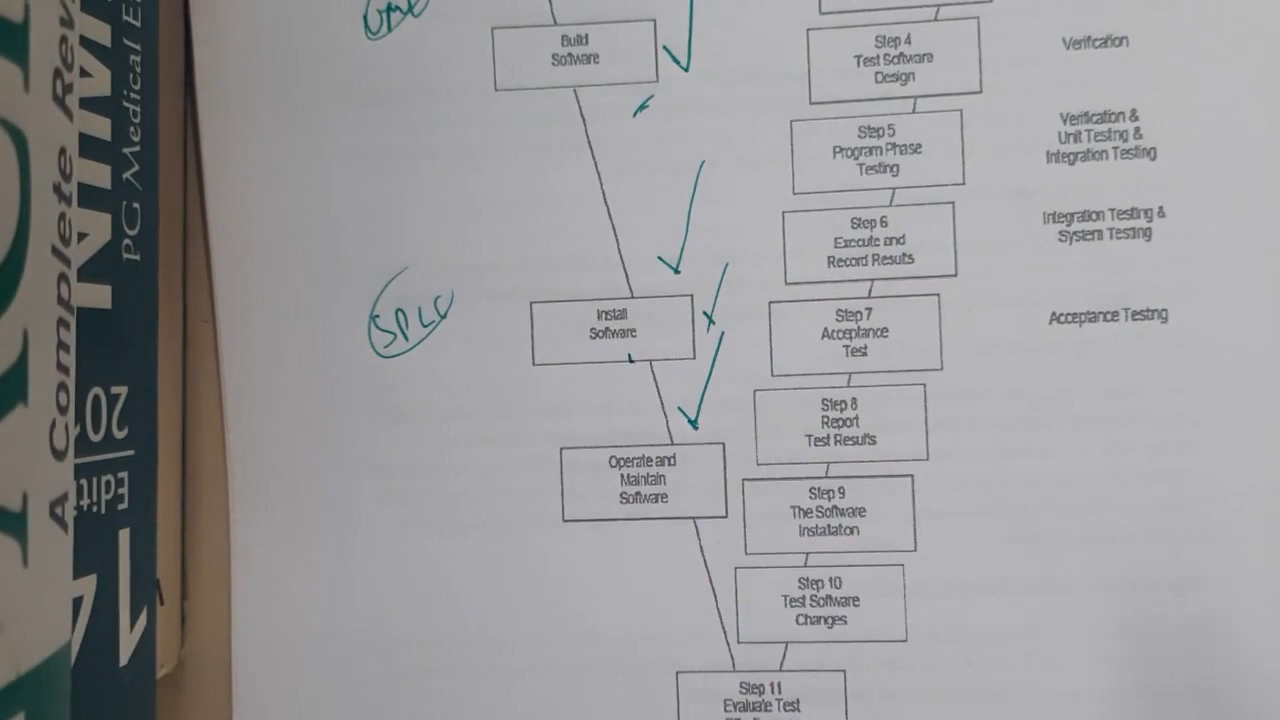 Build
Software
Install
Software
Operate and
Maintain
Software
Step 4
Test Software
Design
Step 5
Program Phase
Testing
Step 6
Execute and
Record Results
Step 7
Acceptance
Test
Step 8
Report
Test Results
Step 9
The Software
Installation
Step 10
Test Software
Changes
Step 11
Evaluate Test
Verification
Verification &
Unit Testing &
Integration Testing
Integration Testing &
System Testing
Acceptance Testing
A Complete Rev
PG Medical E
Editi